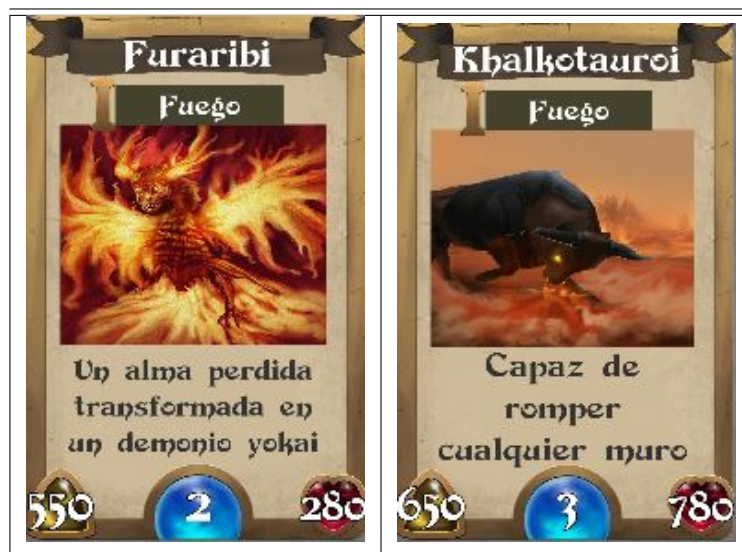 Furaribi
Fuego
Un alma perdida
transformada en
un demonio yokai
550
2
280
Khalkotauroi
Fuego
Capaz de
romper
cualquier muro
650
3
780